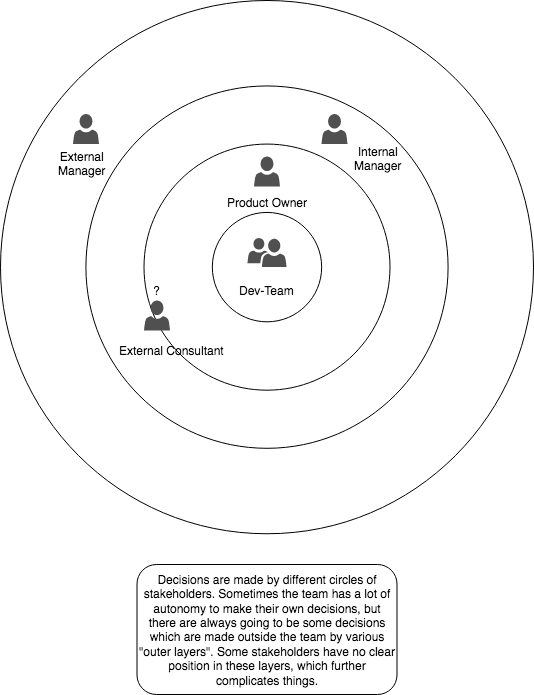 External
Manager
Internal
Manager
Product Owner
Dev-Team
?
External Consultant
Decisions are made by different circles of
stakeholders. Sometimes the team has a lot of
autonomy to make their own decisions, but
there are always going to be some decisions
which are made outside the team by various
"outer layers". Some stakeholders have no clear
position in these layers, which further
complicates things.